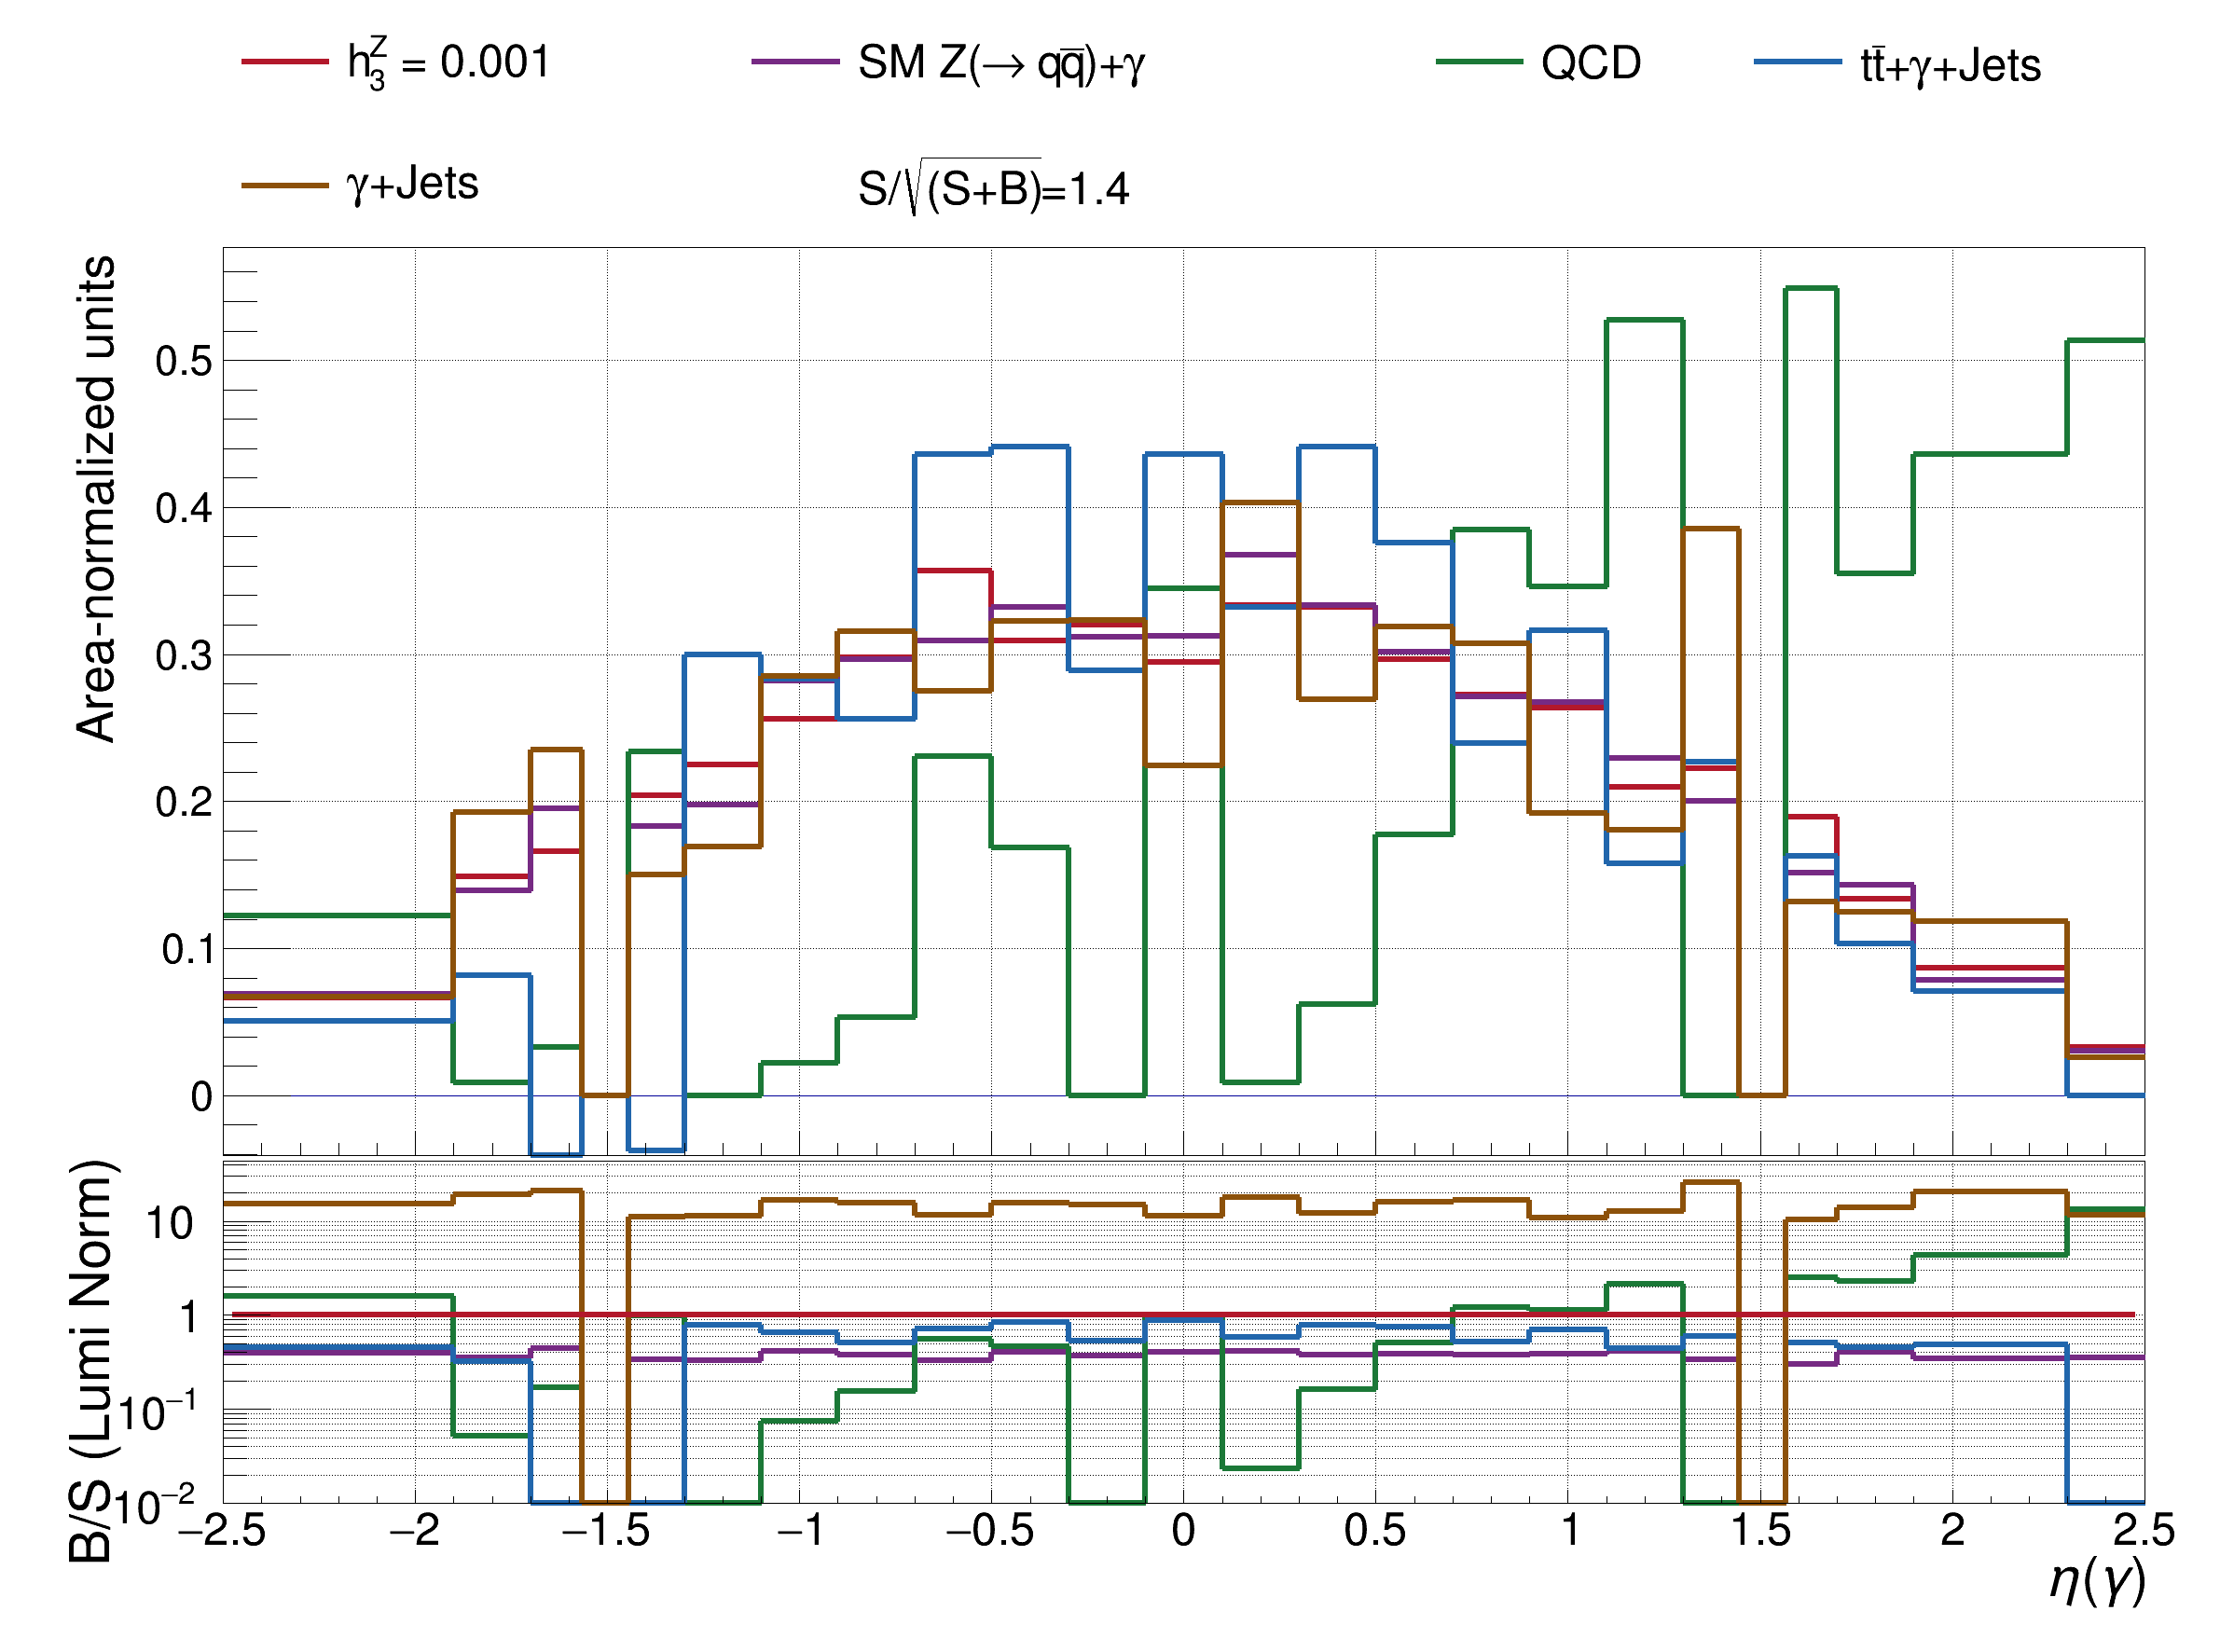 h₃ᶻ = 0.001 SM Z(→ qq̄)+γ QCD tt̄+γ+Jets
γ+Jets S/√(S+B)=1.4
Area-normalized units
0.5
0.4
0.3
0.2
0.1
0
B/S (Lumi Norm)
10
1
10⁻¹
10⁻²
−2.5 −2 −1.5 −1 −0.5 0 0.5 1 1.5 2 2.5
η(γ)